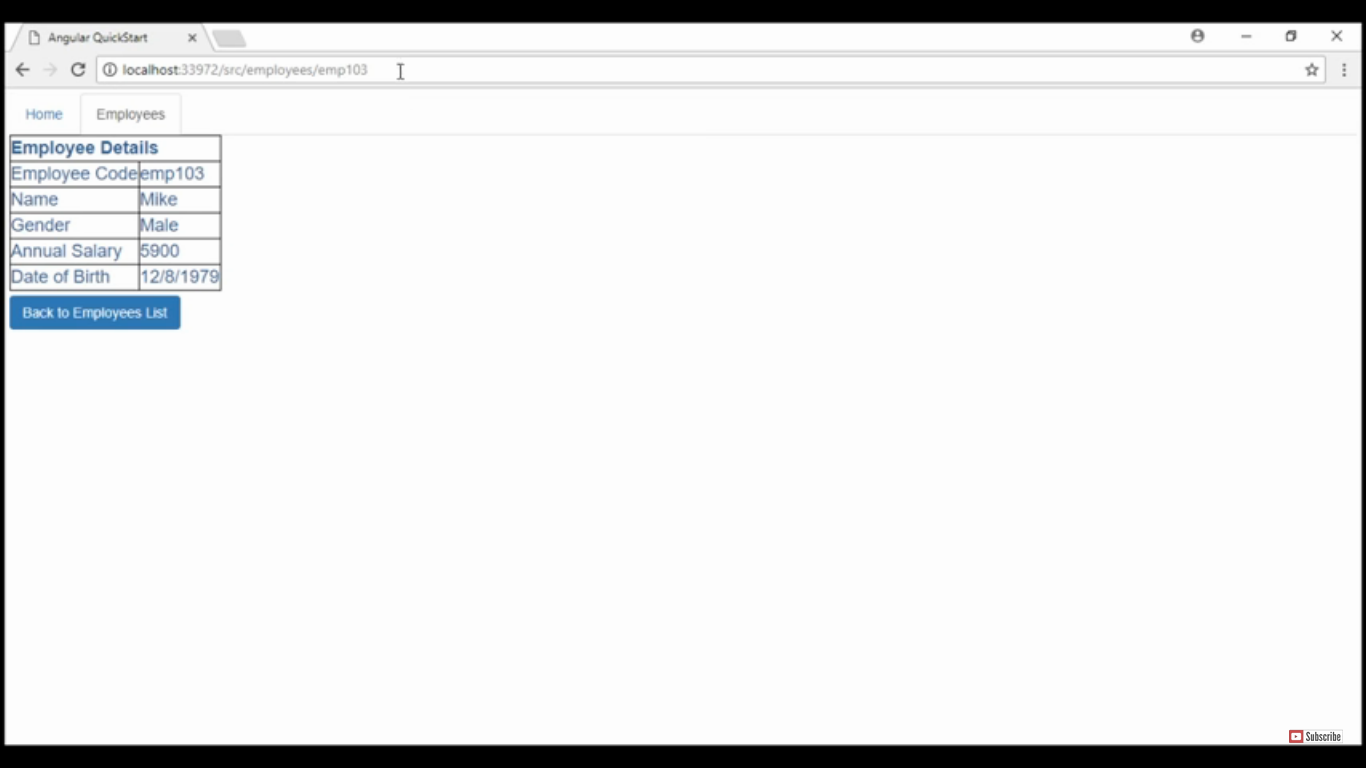 Angular QuickStart
localhost:33972/src/employees/emp103
Home Employees
Employee Details
Employee Code emp103
Name Mike
Gender Male
Annual Salary 5900
Date of Birth 12/8/1979
Back to Employees List
Subscribe